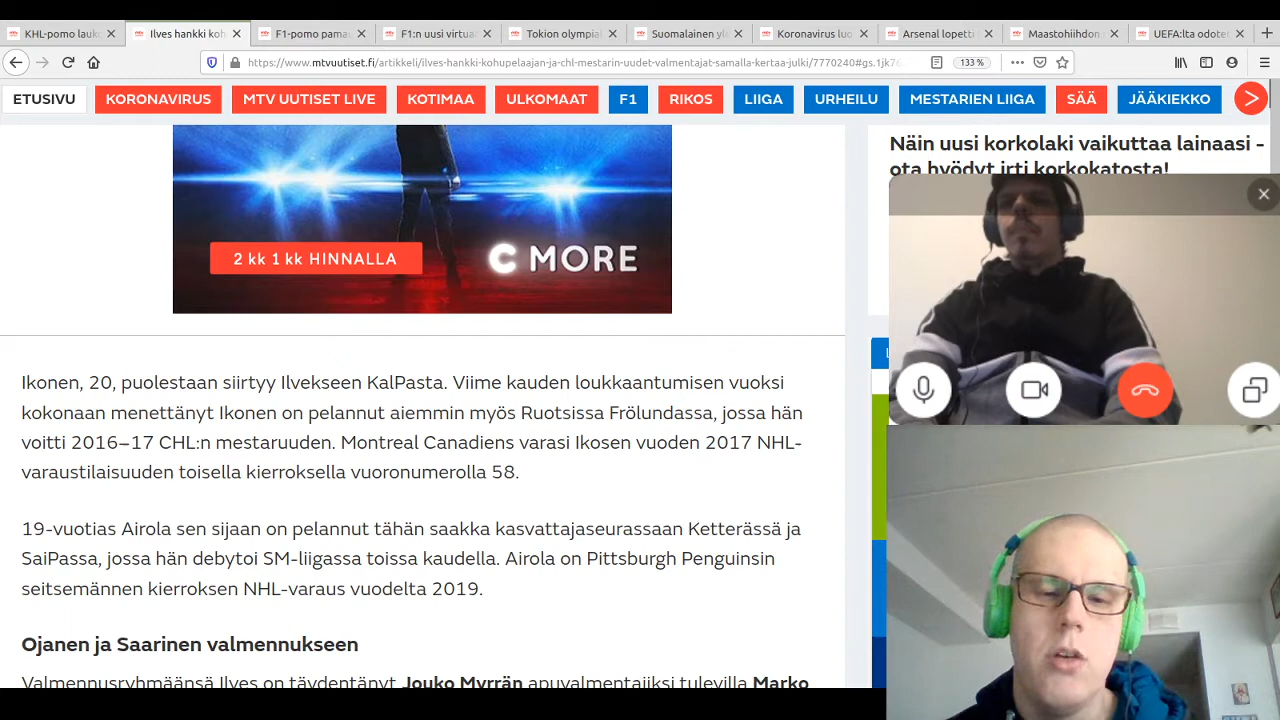 KHL-pomo lauko
Ilves hankki koh
F1-pomo pamau
F1:n uusi virtua
Tokion olympial
Suomalainen yle
Koronavirus luo
Arsenal lopetti
Maastohiihdon
UEFA:lta odote
https://www.mtvuutiset.fi/artikkeli/ilves-hankki-kohupelaajan-ja-chl-mestarin-uudet-valmentajat-samalla-kertaa-julki/7770240#gs.1jk76
133 %
ETUSIVU
KORONAVIRUS
MTV UUTISET LIVE
KOTIMAA
ULKOMAAT
F1
RIKOS
LIIGA
URHEILU
MESTARIEN LIIGA
SÄÄ
JÄÄKIEKKO
Näin uusi korkolaki vaikuttaa lainaasi -
ota hyödyt irti korkokatosta!
2 kk 1 kk HINNALLA
C MORE
Ikonen, 20, puolestaan siirtyy Ilvekseen KalPasta. Viime kauden loukkaantumisen vuoksi
kokonaan menettänyt Ikonen on pelannut aiemmin myös Ruotsissa Frölundassa, jossa hän
voitti 2016–17 CHL:n mestaruuden. Montreal Canadiens varasi Ikosen vuoden 2017 NHL-
varaustilaisuuden toisella kierroksella vuoronumerolla 58.
19-vuotias Airola sen sijaan on pelannut tähän saakka kasvattajaseurassaan Ketterässä ja
SaiPassa, jossa hän debytoi SM-liigassa toissa kaudella. Airola on Pittsburgh Penguinsin
seitsemännen kierroksen NHL-varaus vuodelta 2019.
Ojanen ja Saarinen valmennukseen
Valmennusryhmäänsä Ilves on täydentänyt Jouko Myrrän apuvalmentajiksi tulevilla Marko